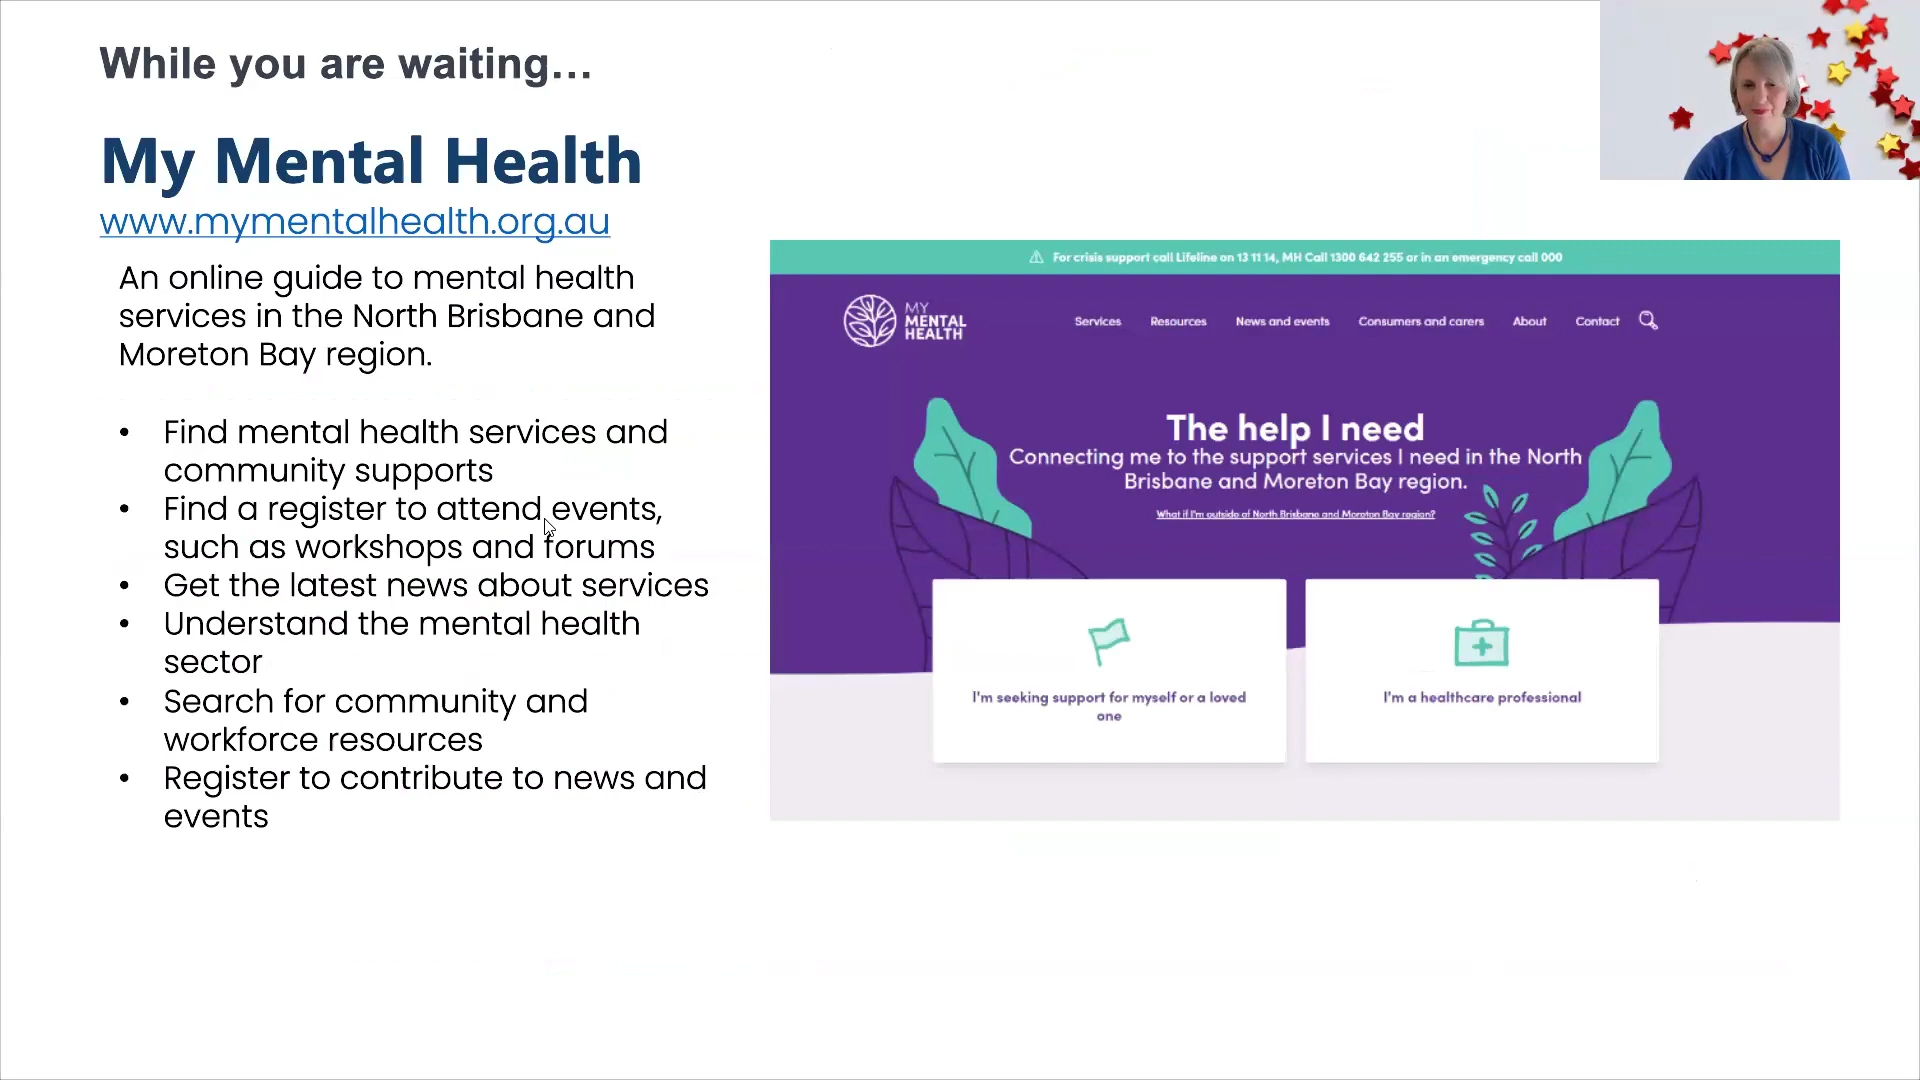 While you are waiting...
My Mental Health
www.mymentalhealth.org.au
An online guide to mental health
services in the North Brisbane and
Moreton Bay region.
• Find mental health services and
community supports
• Find a register to attend events,
such as workshops and forums
• Get the latest news about services
• Understand the mental health
sector
• Search for community and
workforce resources
• Register to contribute to news and
events
For crisis support call Lifeline on 13 11 14, MH Call 1300 642 255 or in an emergency call 000
MY
MENTAL
HEALTH
Services Resources News and events Consumers and carers About Contact
The help I need
Connecting me to the support services I need in the North
Brisbane and Moreton Bay region.
What if I'm outside of North Brisbane and Moreton Bay region?
I'm seeking support for myself or a loved
one
I'm a healthcare professional